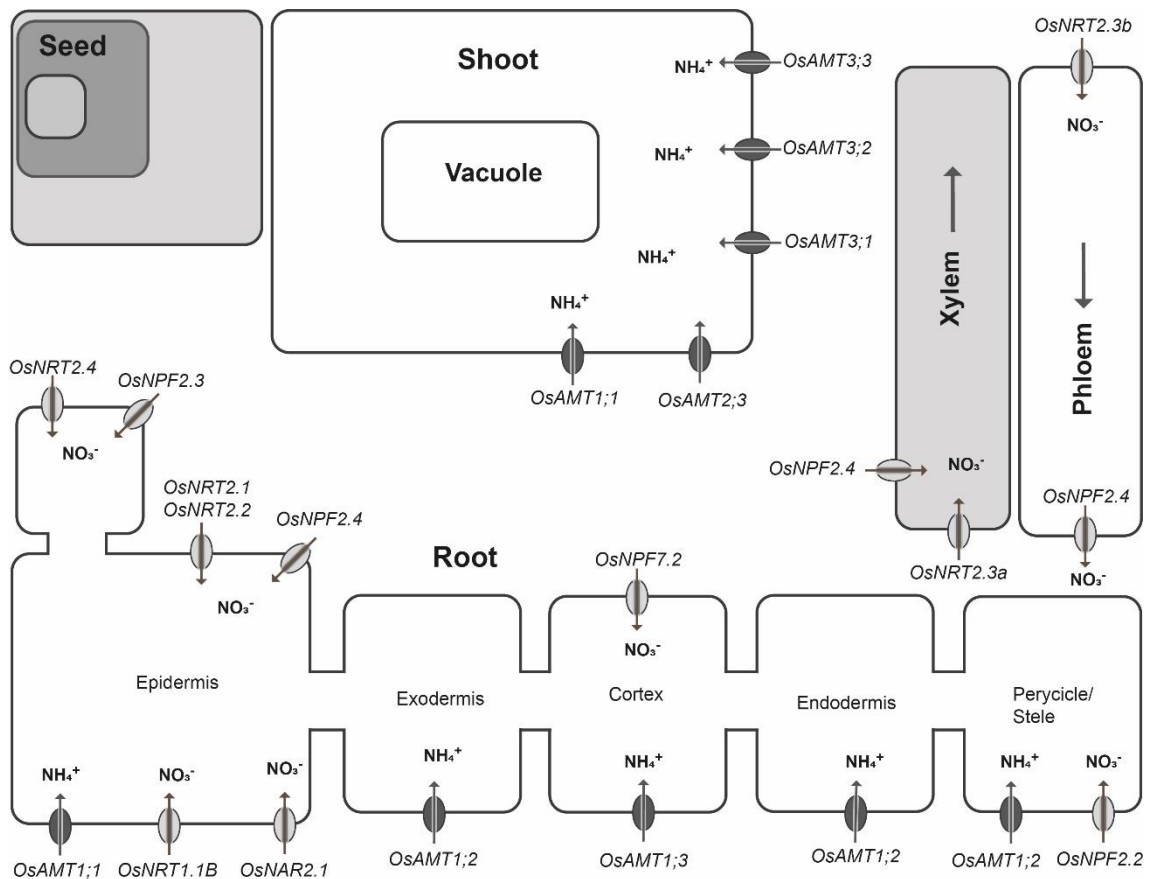 Seed
Shoot
Vacuole
NH₄⁺
OsAMT3;3
NH₄⁺
OsAMT3;2
NH₄⁺
OsAMT3;1
NH₄⁺
OsAMT1;1
OsAMT2;3
OsNRT2.3b
NO₃⁻
Xylem
Phloem
OsNPF2.4
NO₃⁻
OsNRT2.3a
OsNPF2.4
NO₃⁻
OsNRT2.4
OsNPF2.3
NO₃⁻
OsNRT2.1
OsNRT2.2
OsNPF2.4
NO₃⁻
Root
OsNPF7.2
NO₃⁻
Epidermis
Exodermis
Cortex
Endodermis
Perycicle/
Stele
NH₄⁺
NO₃⁻
NO₃⁻
NH₄⁺
NH₄⁺
NH₄⁺
NH₄⁺
NO₃⁻
OsAMT1;1
OsNRT1.1B
OsNAR2.1
OsAMT1;2
OsAMT1;3
OsAMT1;2
OsAMT1;2
OsNPF2.2